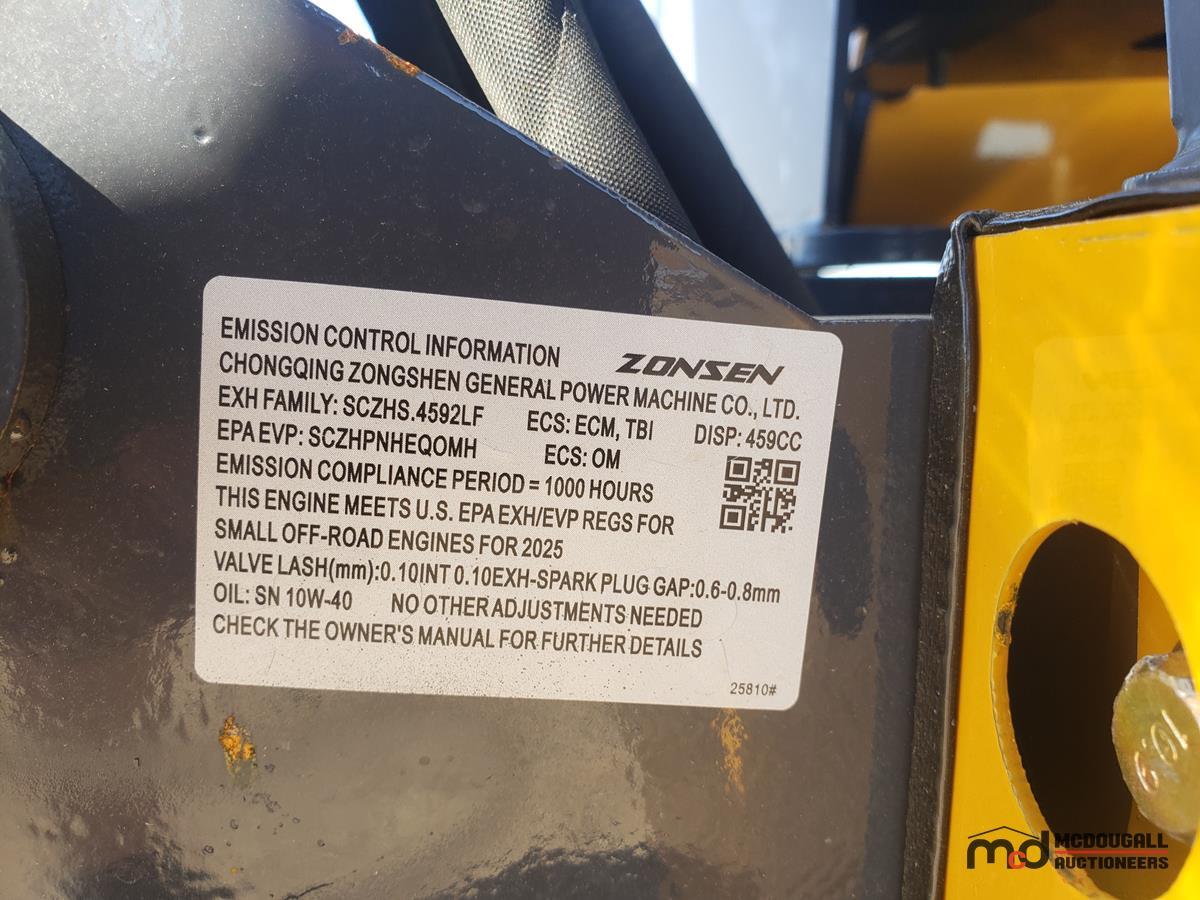 EMISSION CONTROL INFORMATION
ZONSEN
CHONGQING ZONGSHEN GENERAL POWER MACHINE CO., LTD.
EXH FAMILY: SCZHS.4592LF ECS: ECM, TBI DISP: 459CC
EPA EVP: SCZHPNHEQOMH ECS: OM
EMISSION COMPLIANCE PERIOD = 1000 HOURS
THIS ENGINE MEETS U.S. EPA EXH/EVP REGS FOR
SMALL OFF-ROAD ENGINES FOR 2025
VALVE LASH(mm):0.10INT 0.10EXH-SPARK PLUG GAP:0.6-0.8mm
OIL: SN 10W-40 NO OTHER ADJUSTMENTS NEEDED
CHECK THE OWNER'S MANUAL FOR FURTHER DETAILS
25810#
mcd MCDOUGALL
AUCTIONEERS